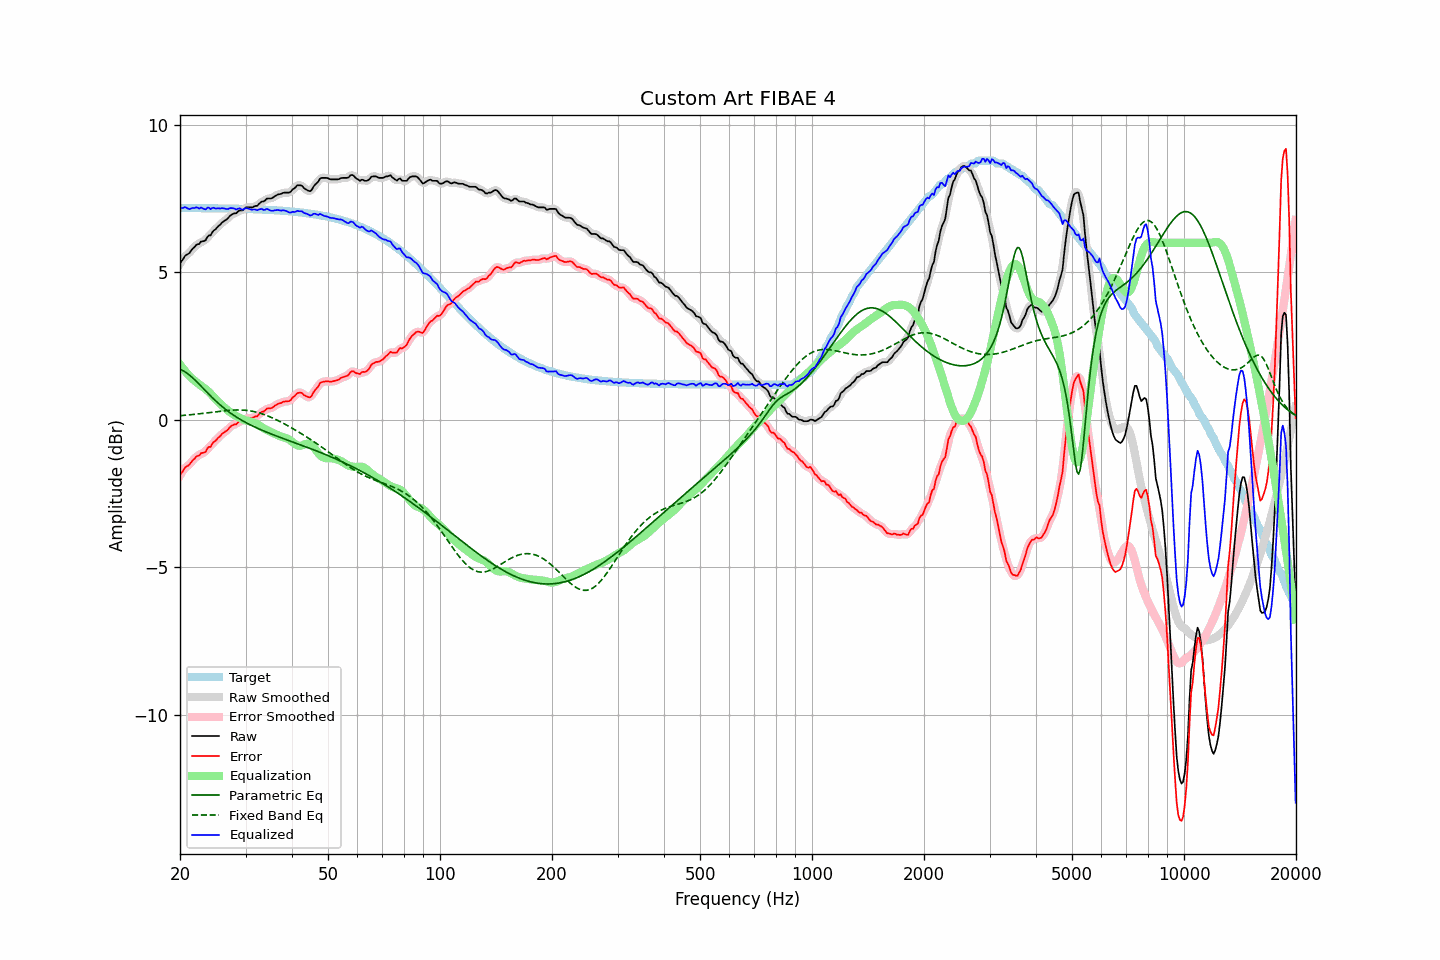 Custom Art FIBAE 4
Amplitude (dBr)
10
5
0
−5
−10
Target
Raw Smoothed
Error Smoothed
Raw
Error
Equalization
Parametric Eq
Fixed Band Eq
Equalized
20 50 100 200 500 1000 2000 5000 10000 20000
Frequency (Hz)